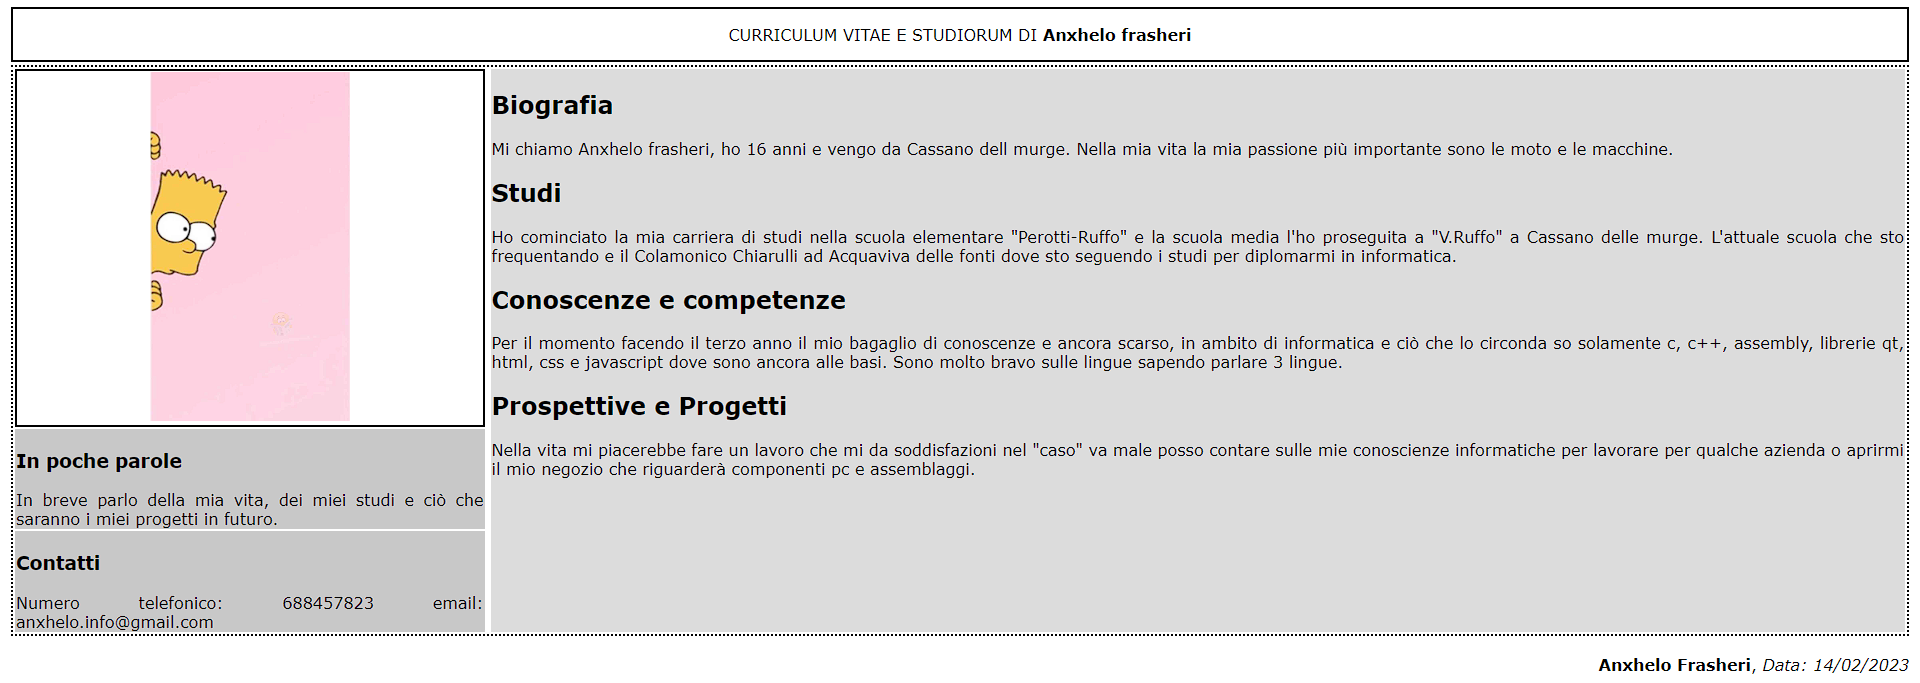 CURRICULUM VITAE E STUDIORUM DI Anxhelo frasheri
In poche parole
In breve parlo della mia vita, dei miei studi e ciò che
saranno i miei progetti in futuro.
Contatti
Numero telefonico: 688457823 email:
anxhelo.info@gmail.com
Biografia
Mi chiamo Anxhelo frasheri, ho 16 anni e vengo da Cassano dell murge. Nella mia vita la mia passione più importante sono le moto e le macchine.
Studi
Ho cominciato la mia carriera di studi nella scuola elementare "Perotti-Ruffo" e la scuola media l'ho proseguita a "V.Ruffo" a Cassano delle murge. L'attuale scuola che sto
frequentando e il Colamonico Chiarulli ad Acquaviva delle fonti dove sto seguendo i studi per diplomarmi in informatica.
Conoscenze e competenze
Per il momento facendo il terzo anno il mio bagaglio di conoscenze e ancora scarso, in ambito di informatica e ciò che lo circonda so solamente c, c++, assembly, librerie qt,
html, css e javascript dove sono ancora alle basi. Sono molto bravo sulle lingue sapendo parlare 3 lingue.
Prospettive e Progetti
Nella vita mi piacerebbe fare un lavoro che mi da soddisfazioni nel "caso" va male posso contare sulle mie conoscienze informatiche per lavorare per qualche azienda o aprirmi
il mio negozio che riguarderà componenti pc e assemblaggi.
Anxhelo Frasheri, Data: 14/02/2023